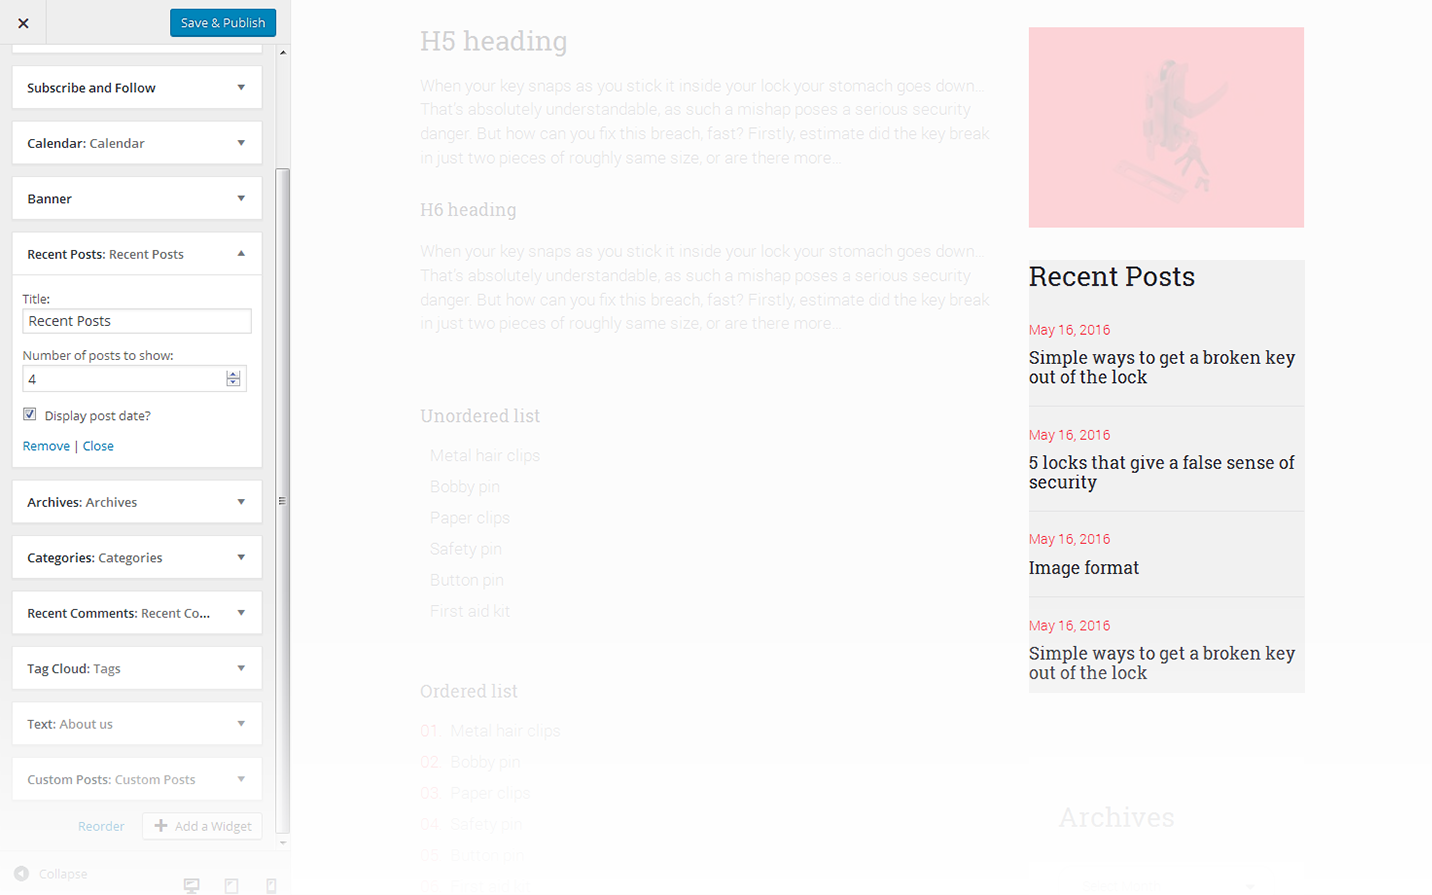 Save & Publish
Subscribe and Follow
Calendar: Calendar
Banner
Recent Posts: Recent Posts
Title:
Recent Posts
Number of posts to show:
4
Display post date?
Remove | Close
Archives: Archives
Categories: Categories
Recent Comments: Recent Co...
Tag Cloud: Tags
Text: About us
Custom Posts: Custom Posts
Reorder
Add a Widget
Collapse
H5 heading
When your key snaps as you stick it inside your lock your stomach goes down...
That's absolutely understandable, as such a mishap poses a serious security
danger. But how can you fix this breach, fast? Firstly, estimate did the key break
in just two pieces of roughly same size, or are there more...
H6 heading
When your key snaps as you stick it inside your lock your stomach goes down...
That's absolutely understandable, as such a mishap poses a serious security
danger. But how can you fix this breach, fast? Firstly, estimate did the key break
in just two pieces of roughly same size, or are there more...
Unordered list
Metal hair clips
Bobby pin
Paper clips
Safety pin
Button pin
First aid kit
Ordered list
01. Metal hair clips
02. Bobby pin
03. Paper clips
04. Safety pin
05. Button pin
06. First aid kit
Recent Posts
May 16, 2016
Simple ways to get a broken key
out of the lock
May 16, 2016
5 locks that give a false sense of
security
May 16, 2016
Image format
May 16, 2016
Simple ways to get a broken key
out of the lock
Archives